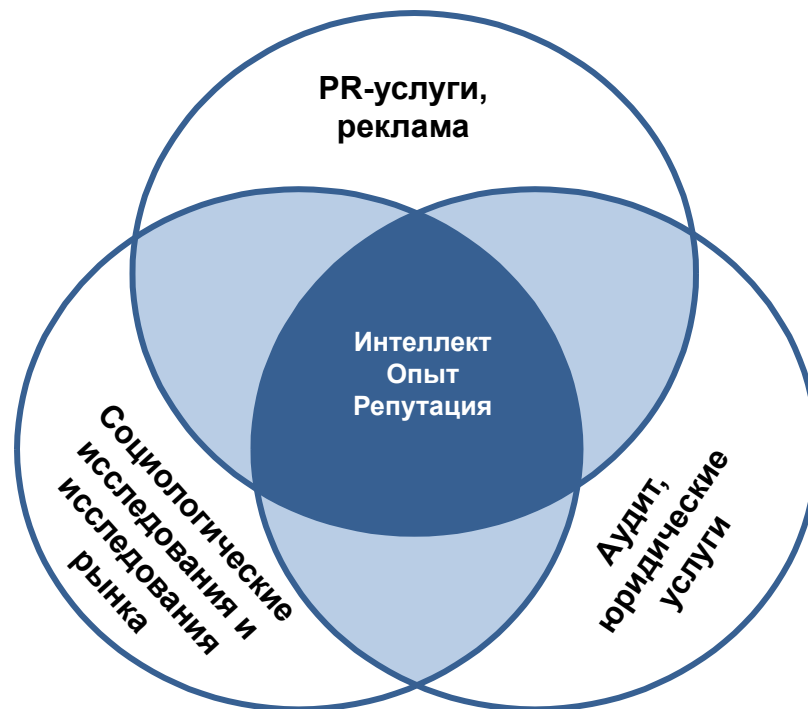 PR-услуги,
реклама
Интеллект
Опыт
Репутация
Социологические
исследования и
исследования
рынка
Аудит,
юридические
услуги